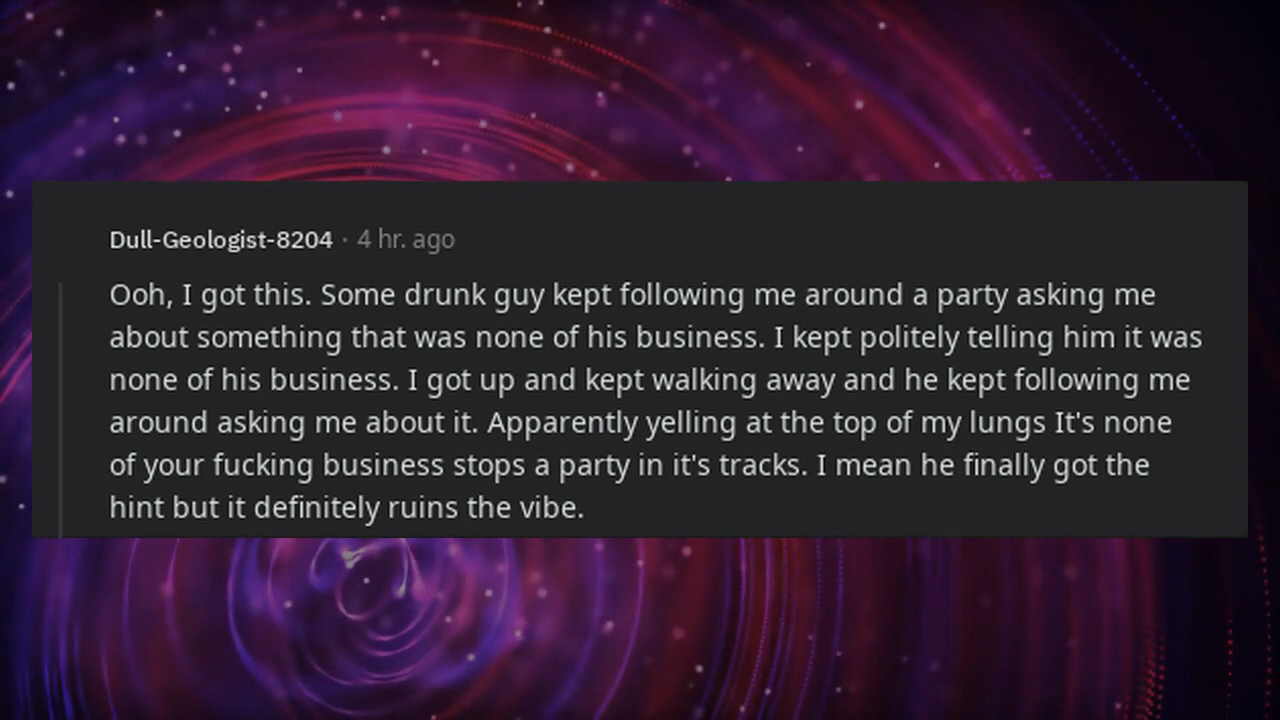 Dull-Geologist-8204 · 4 hr. ago
Ooh, I got this. Some drunk guy kept following me around a party asking me
about something that was none of his business. I kept politely telling him it was
none of his business. I got up and kept walking away and he kept following me
around asking me about it. Apparently yelling at the top of my lungs It's none
of your fucking business stops a party in it's tracks. I mean he finally got the
hint but it definitely ruins the vibe.